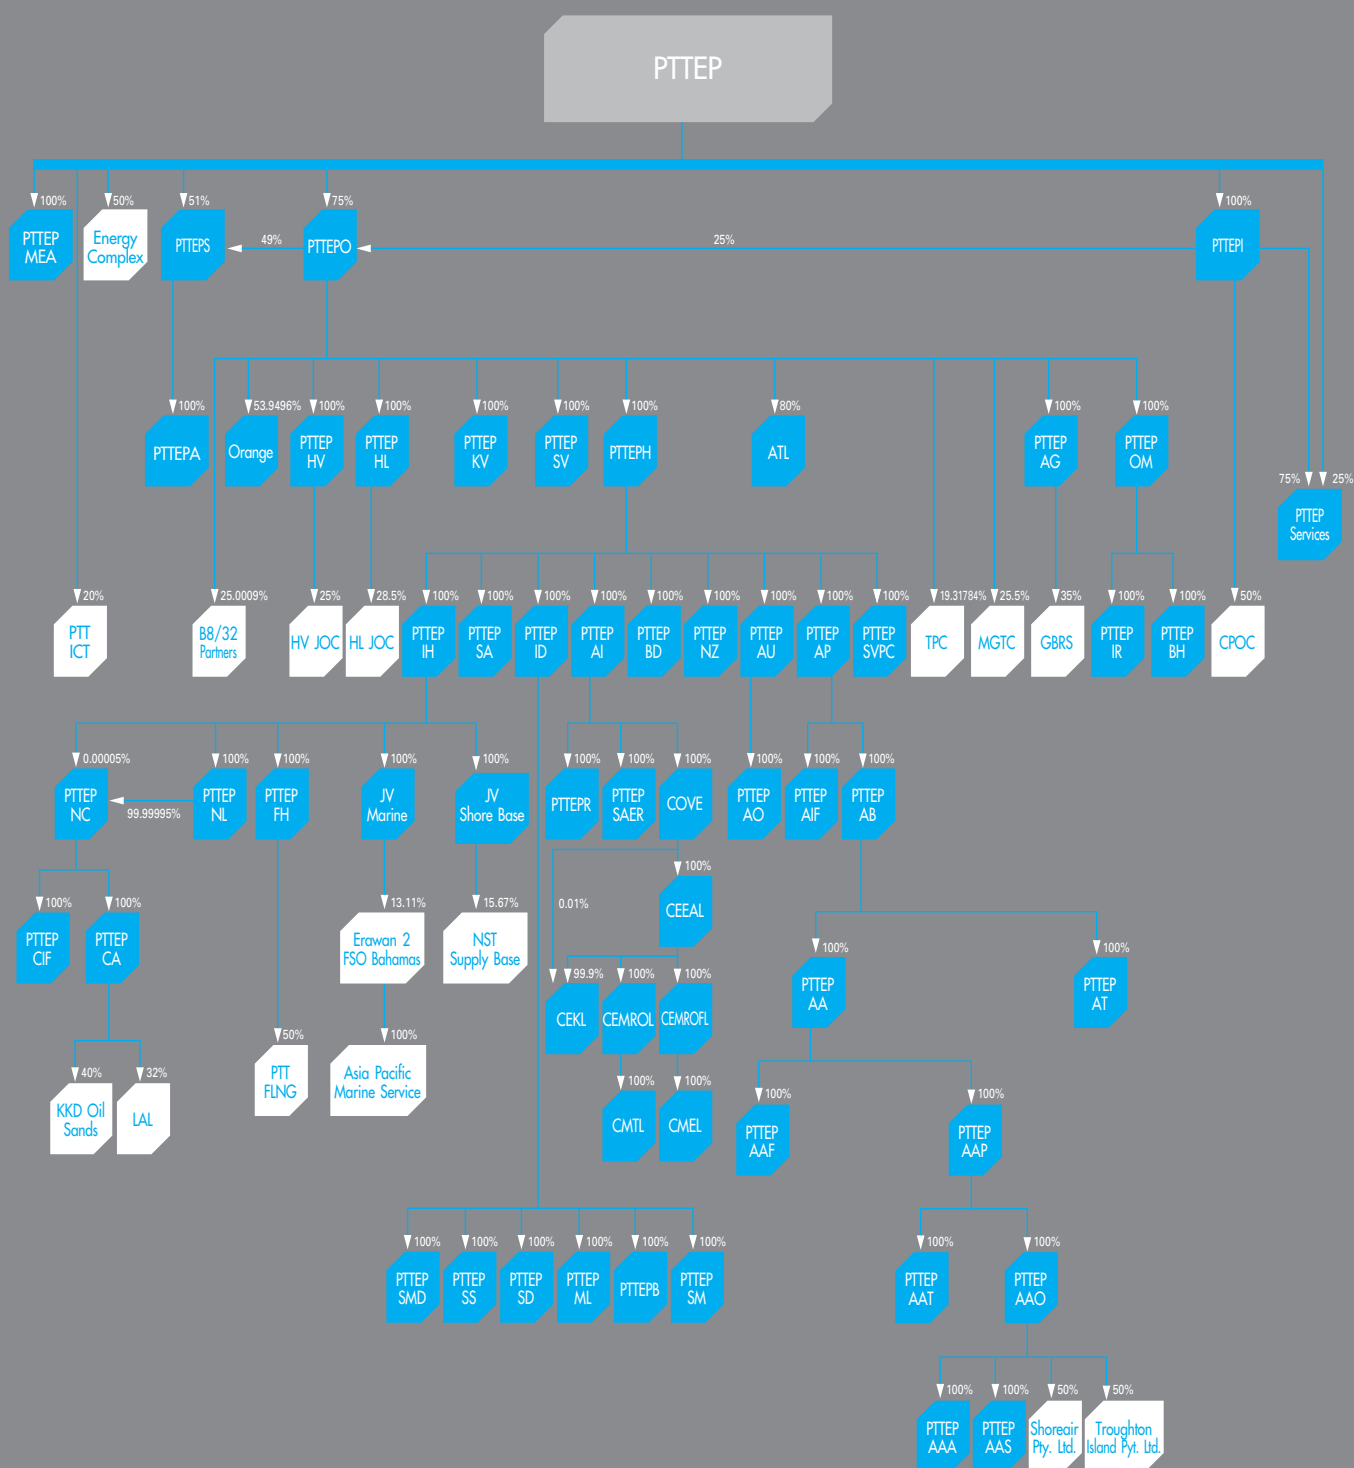 PTTEP
100%
50%
51%
75%
100%
PTTEP
MEA
Energy
Complex
PTTEPS
49%
PTTEPO
25%
PTTEPI
100%
53.9496%
100%
100%
100%
100%
100%
80%
100%
100%
PTTEPA
Orange
PTTEP
HV
PTTEP
HL
PTTEP
KV
PTTEP
SV
PTTEPH
ATL
PTTEP
AG
PTTEP
OM
75%
25%
PTTEP
Services
20%
25.0009%
25%
28.5%
100%
100%
100%
100%
100%
100%
100%
100%
100%
19.31784%
25.5%
35%
100%
100%
50%
PTT
ICT
B8/32
Partners
HV JOC
HL JOC
PTTEP
IH
PTTEP
SA
PTTEP
ID
PTTEP
AI
PTTEP
BD
PTTEP
NZ
PTTEP
AU
PTTEP
AP
PTTEP
SVPC
TPC
MGTC
GBRS
PTTEP
IR
PTTEP
BH
CPOC
0.00005%
100%
100%
100%
100%
100%
100%
100%
100%
100%
100%
PTTEP
NC
99.99995%
PTTEP
NL
PTTEP
FH
JV
Marine
JV
Shore Base
PTTEPR
PTTEP
SAER
COVE
PTTEP
AO
PTTEP
AIF
PTTEP
AB
100%
100%
100%
13.11%
15.67%
0.01%
PTTEP
CIF
PTTEP
CA
Erawan 2
FSO Bahamas
NST
Supply Base
CEEAL
99.9%
100%
100%
100%
100%
CEKL
CEMROL
CEMROFL
PTTEP
AA
PTTEP
AT
50%
100%
40%
32%
PTT
FLNG
Asia Pacific
Marine Service
KKD Oil
Sands
LAL
100%
100%
CMTL
CMEL
100%
100%
PTTEP
AAF
PTTEP
AAP
100%
100%
100%
100%
100%
100%
100%
100%
PTTEP
SMD
PTTEP
SS
PTTEP
SD
PTTEP
ML
PTTEPB
PTTEP
SM
PTTEP
AAT
PTTEP
AAO
100%
100%
50%
50%
PTTEP
AAA
PTTEP
AAS
Shoreair
Pty. Ltd.
Troughton
Island Pyt. Ltd.